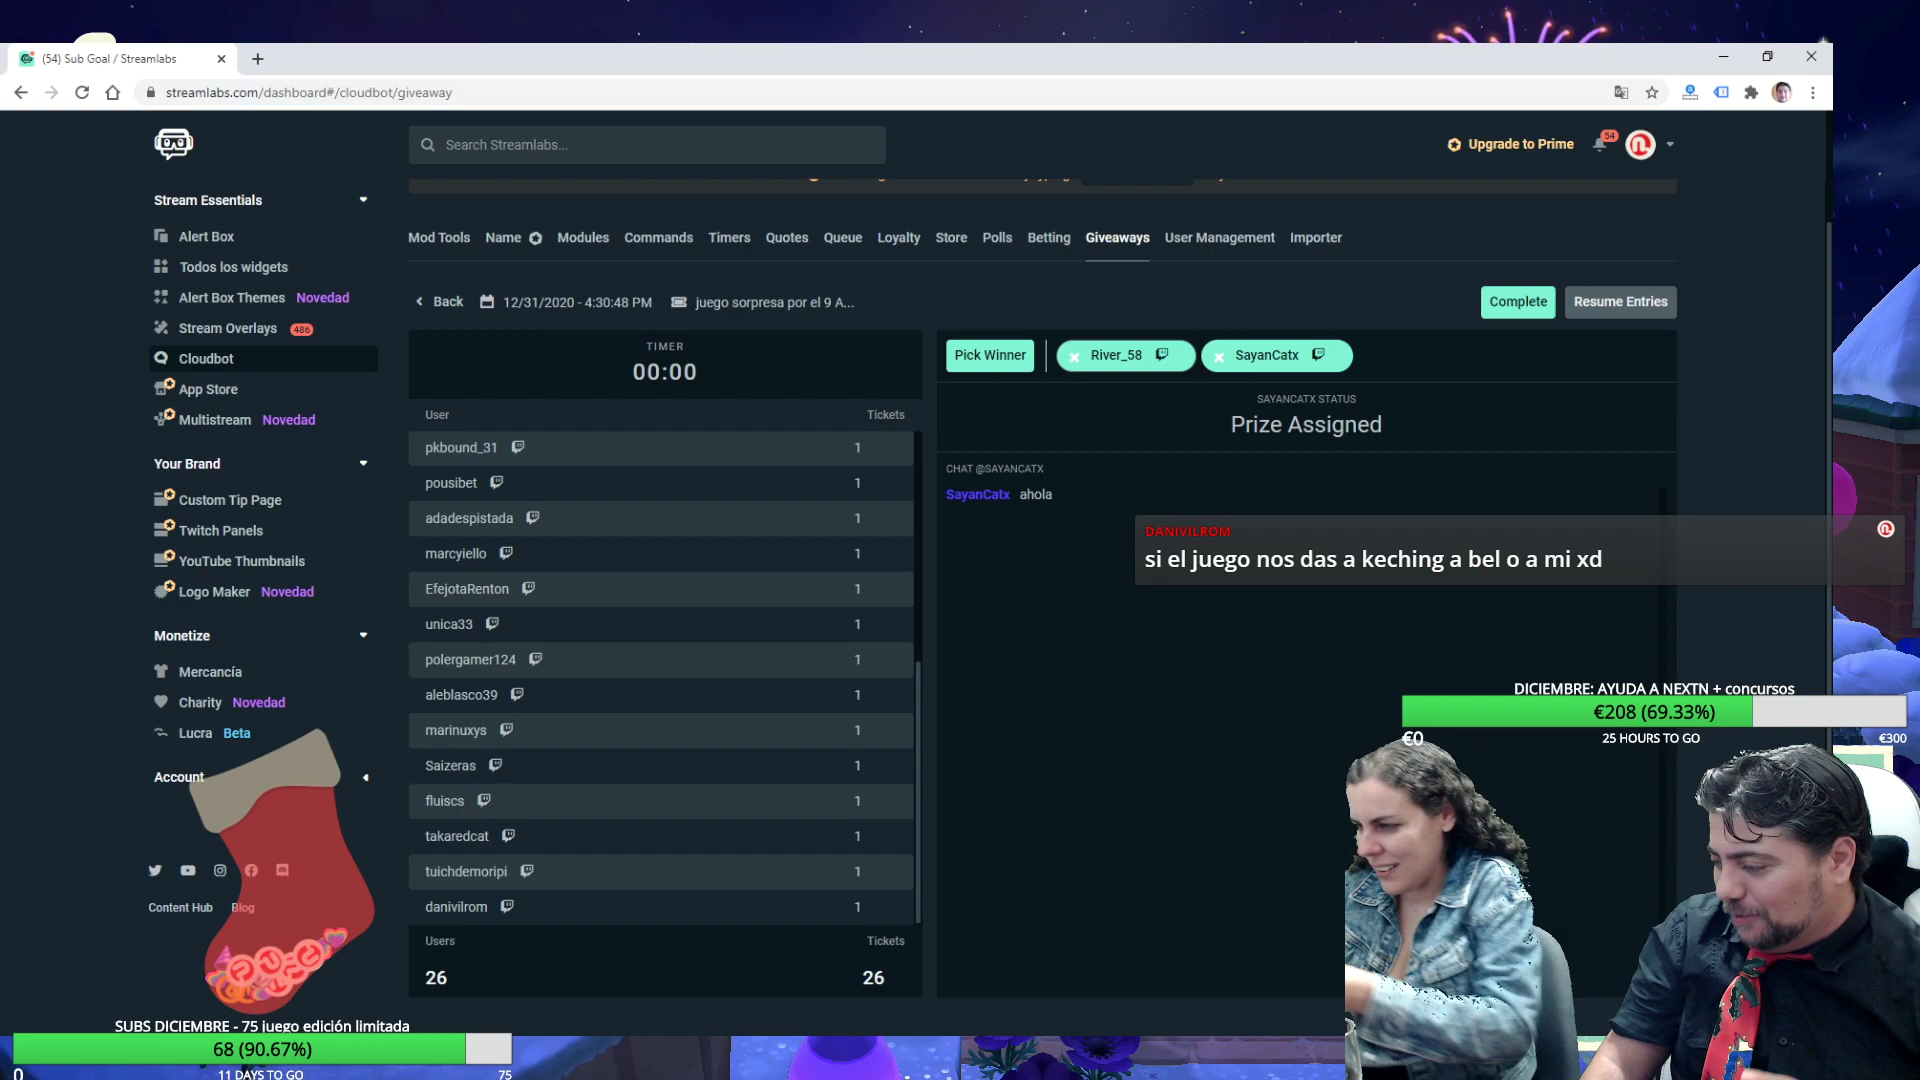 (54) Sub Goal / Streamlabs
streamlabs.com/dashboard#/cloudbot/giveaway
Search Streamlabs...
Upgrade to Prime
54
Stream Essentials
Alert Box
Todos los widgets
Alert Box Themes Novedad
Stream Overlays 486
Cloudbot
App Store
Multistream Novedad
Your Brand
Custom Tip Page
Twitch Panels
YouTube Thumbnails
Logo Maker Novedad
Monetize
Mercancía
Charity Novedad
Lucra Beta
Account
Content Hub Blog
Mod Tools Name Modules Commands Timers Quotes Queue Loyalty Store Polls Betting Giveaways User Management Importer
Back 12/31/2020 - 4:30:48 PM juego sorpresa por el 9 A...
Complete Resume Entries
TIMER
00:00
User Tickets
pkbound_31 1
pousibet 1
adadespistada 1
marcyiello 1
EfejotaRenton 1
unica33 1
polergamer124 1
aleblasco39 1
marinuxys 1
Saizeras 1
fluiscs 1
takaredcat 1
tuichdemoripi 1
danivilrom 1
Users Tickets
26 26
Pick Winner River_58 SayanCatx
SAYANCATX STATUS
Prize Assigned
CHAT @SAYANCATX
SayanCatx ahola
DANIVILROM
si el juego nos das a keching a bel o a mi xd
DICIEMBRE: AYUDA A NEXTN + concursos
€208 (69.33%)
€0 25 HOURS TO GO €300
SUBS DICIEMBRE - 75 juego edición limitada
68 (90.67%)
0 11 DAYS TO GO 75